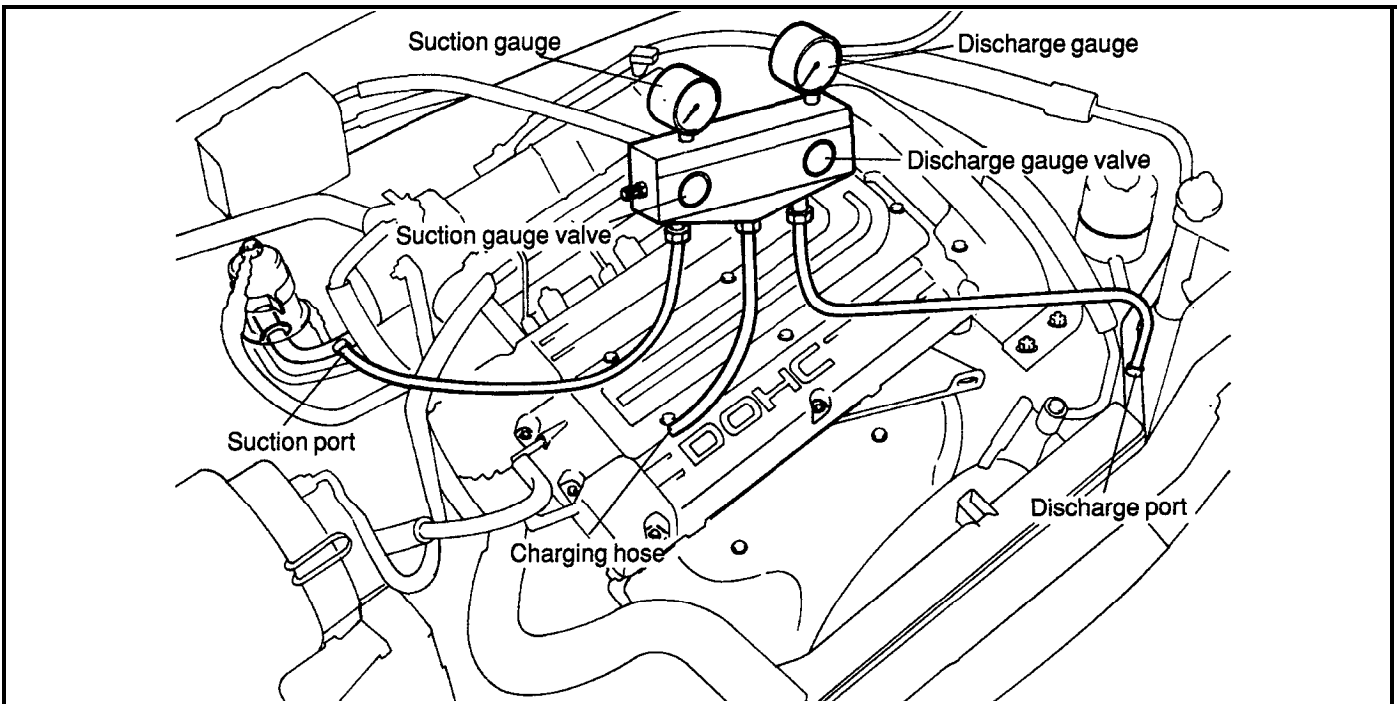 Suction gauge
Discharge gauge
Discharge gauge valve
Suction gauge valve
Suction port
DOHC
Discharge port
Charging hose